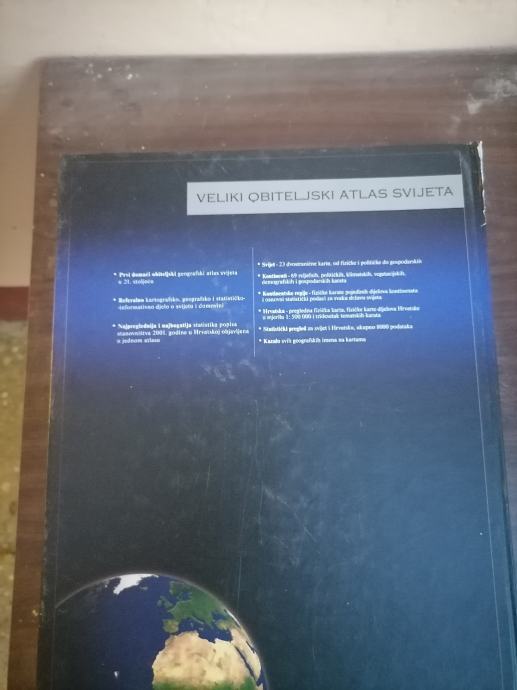 VELIKI OBITELJSKI ATLAS SVIJETA
• Prvi domaći obiteljski geografski atlas svijeta
u 21. stoljeću
• Referalno kartografsko, geografsko i statističko-
-informativno djelo o svijetu i domovini
• Najpreglednija i najbogatija statistika popisa
stanovništva 2001. godine u Hrvatskoj objavljena
u jednom atlasu
• Svijet - 23 dvostranične karte, od fizičke i političke do gospodarskih
• Kontinenti - 69 reljefnih, političkih, klimatskih, vegetacijskih,
demografskih i gospodarskih karata
• Kontinentske regije - fizičke karte pojedinih dijelova kontinenata
i osnovni statistički podaci za svaku državu svijeta
• Hrvatska - pregledna fizička karta, fizičke karte dijelova Hrvatske
u mjerilu 1: 500 000 i tridesetak tematskih karata
• Statistički pregled za svijet i Hrvatsku, ukupno 8000 podataka
• Kazalo svih geografskih imena na kartama